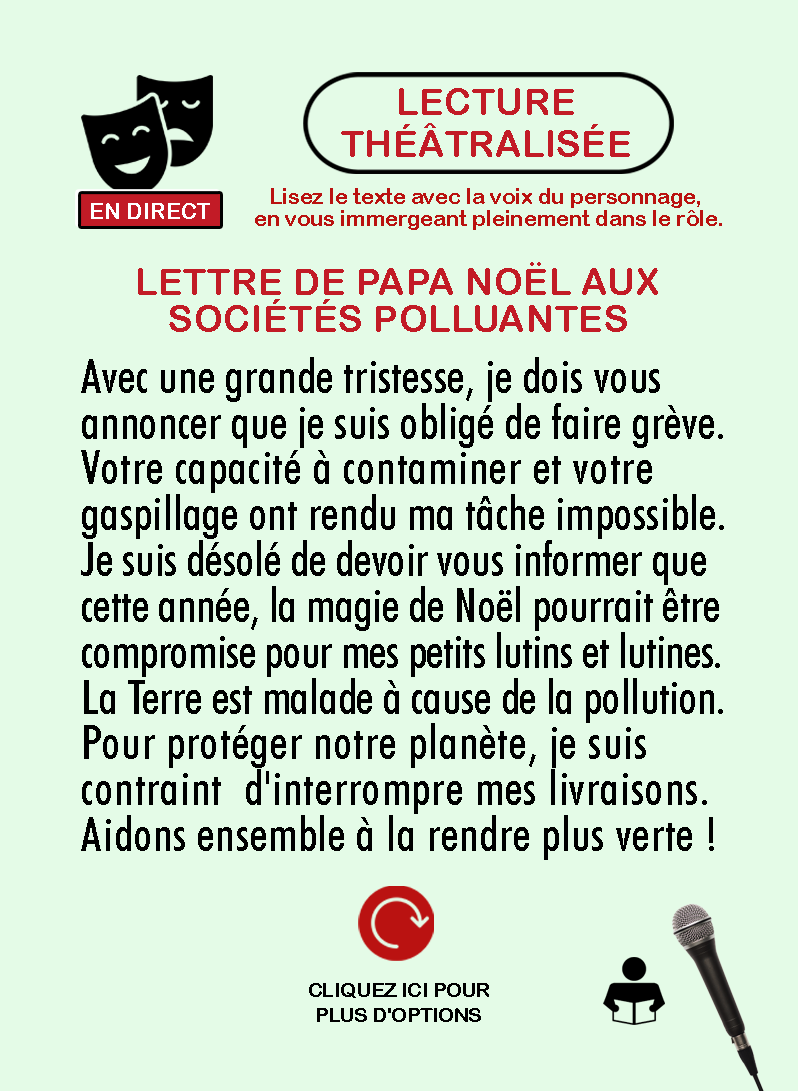 LECTURE
THÉÂTRALISÉE
EN DIRECT
Lisez le texte avec la voix du personnage,
en vous immergeant pleinement dans le rôle.
LETTRE DE PAPA NOËL AUX
SOCIÉTÉS POLLUANTES
Avec une grande tristesse, je dois vous
annoncer que je suis obligé de faire grève.
Votre capacité à contaminer et votre
gaspillage ont rendu ma tâche impossible.
Je suis désolé de devoir vous informer que
cette année, la magie de Noël pourrait être
compromise pour mes petits lutins et lutines.
La Terre est malade à cause de la pollution.
Pour protéger notre planète, je suis
contraint d'interrompre mes livraisons.
Aidons ensemble à la rendre plus verte !
CLIQUEZ ICI POUR
PLUS D'OPTIONS